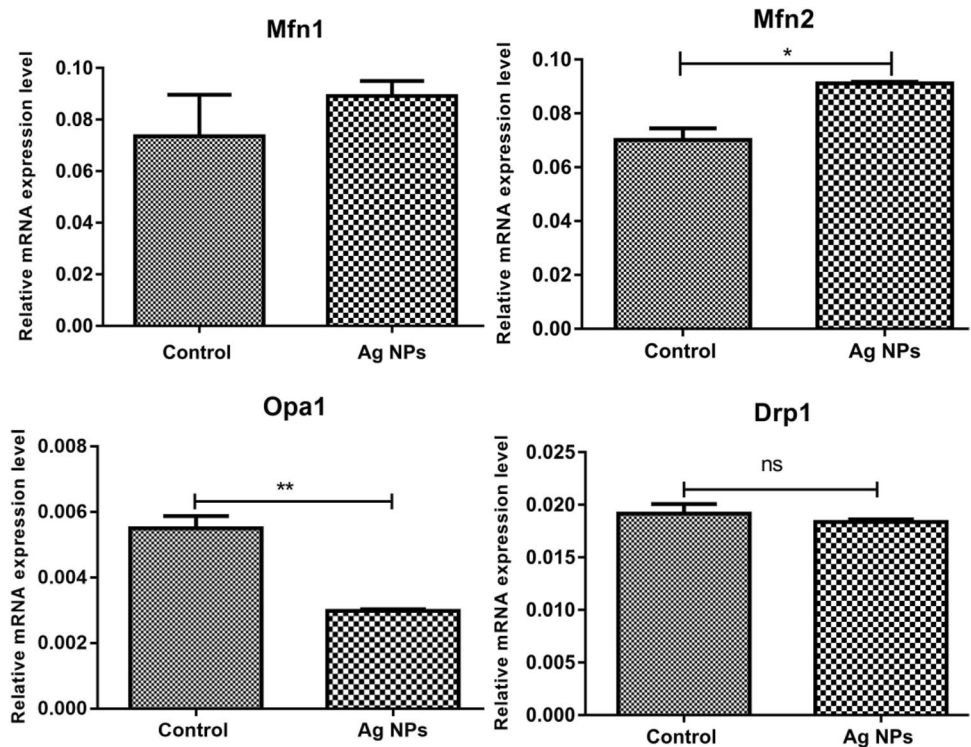 Mfn1
Relative mRNA expression level
0.10
0.08
0.06
0.04
0.02
0.00
Control
Ag NPs
Mfn2
Relative mRNA expression level
0.10
0.08
0.06
0.04
0.02
0.00
*
Control
Ag NPs
Opa1
Relative mRNA expression level
0.008
0.006
0.004
0.002
0.000
**
Control
Ag NPs
Drp1
Relative mRNA expression level
0.025
0.020
0.015
0.010
0.005
0.000
ns
Control
Ag NPs